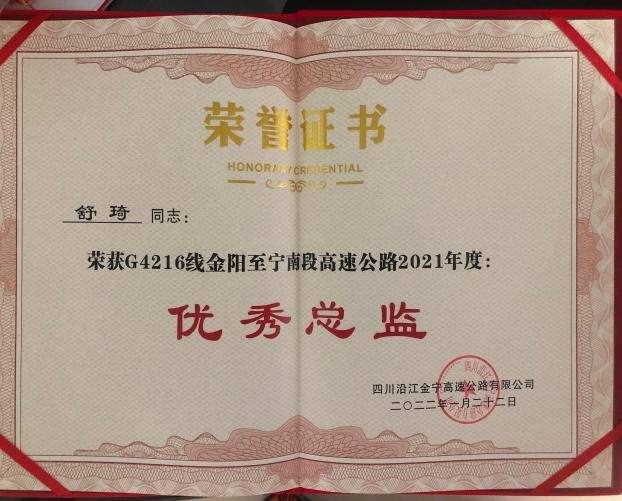 荣誉证书
HONORARY CREDENTIAL
舒琦 同志：
荣获G4216线金阳至宁南段高速公路2021年度：
优秀总监
四川沿江金宁高速公路有限公司
二〇二二年一月二十二日